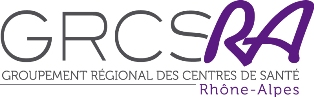 GRCSRA
GROUPEMENT RÉGIONAL DES CENTRES DE SANTÉ
Rhône-Alpes